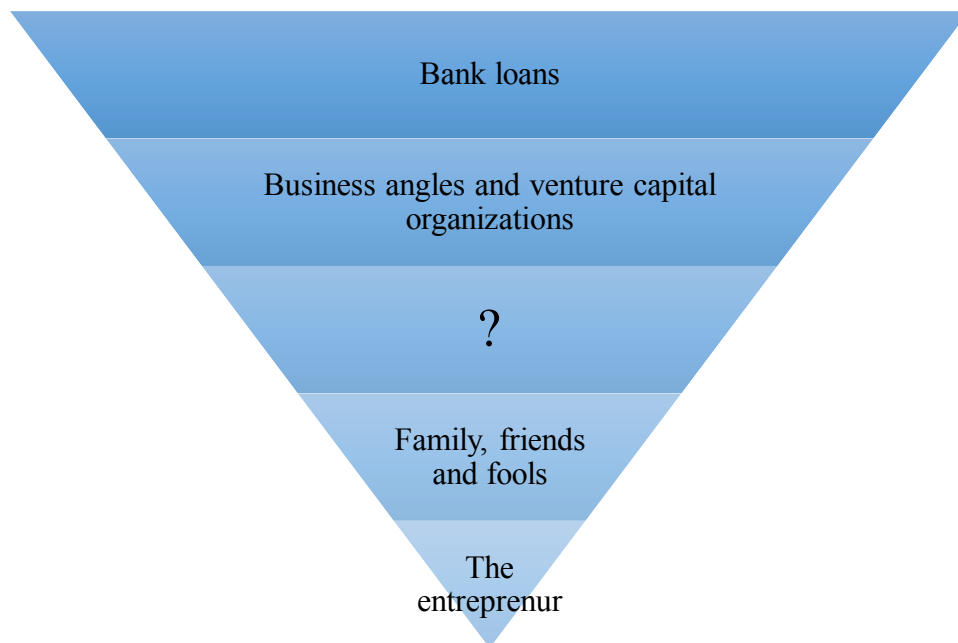 Bank loans
Business angles and venture capital
organizations
?
Family, friends
and fools
The
entreprenur